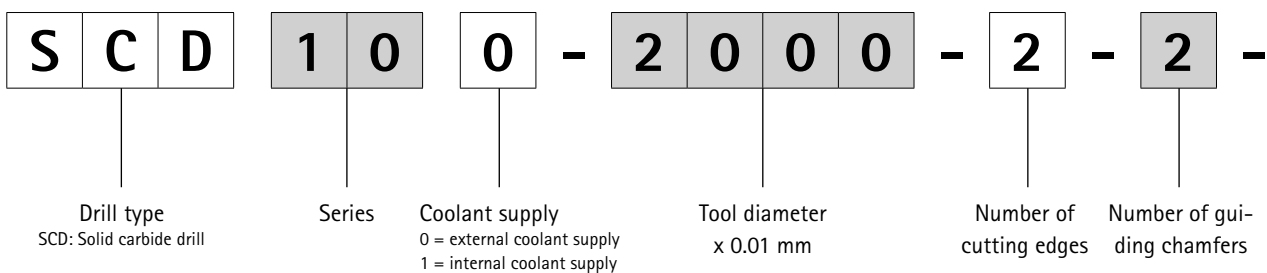 S C D 1 0 0 - 2 0 0 0 - 2 - 2 -
Drill type
SCD: Solid carbide drill
Series
Coolant supply
0 = external coolant supply
1 = internal coolant supply
Tool diameter
x 0.01 mm
Number of
cutting edges
Number of gui-
ding chamfers